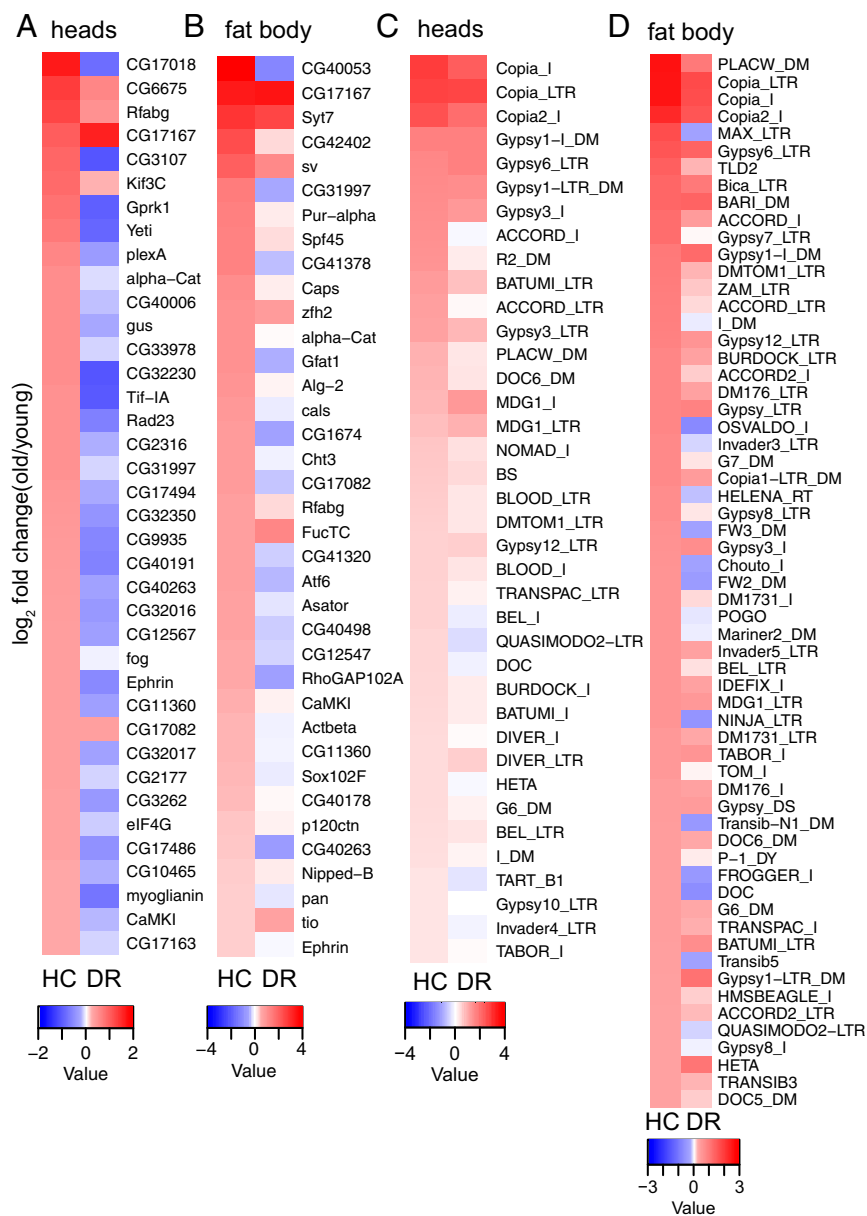 A heads
CG17018
CG6675
Rfabg
CG17167
CG3107
Kif3C
Gprk1
Yeti
plexA
alpha−Cat
CG40006
gus
CG33978
CG32230
Tif−IA
Rad23
CG2316
CG31997
CG17494
CG32350
CG9935
CG40191
CG40263
CG32016
CG12567
fog
Ephrin
CG11360
CG17082
CG32017
CG2177
CG3262
eIF4G
CG17486
CG10465
myoglianin
CaMKI
CG17163
log2 fold change(old/young)
HC DR
−2 0 2
Value
B fat body
CG40053
CG17167
Syt7
CG42402
sv
CG31997
Pur−alpha
Spf45
CG41378
Caps
zfh2
alpha−Cat
Gfat1
Alg−2
cals
CG1674
Cht3
CG17082
Rfabg
FucTC
CG41320
Atf6
Asator
CG40498
CG12547
RhoGAP102A
CaMKI
Actbeta
CG11360
Sox102F
CG40178
p120ctn
CG40263
Nipped−B
pan
tio
Ephrin
HC DR
−4 0 4
Value
C heads
Copia_I
Copia_LTR
Copia2_I
Gypsy1−I_DM
Gypsy6_LTR
Gypsy1−LTR_DM
Gypsy3_I
ACCORD_I
R2_DM
BATUMI_LTR
ACCORD_LTR
Gypsy3_LTR
PLACW_DM
DOC6_DM
MDG1_I
MDG1_LTR
NOMAD_I
BS
BLOOD_LTR
DMTOM1_LTR
Gypsy12_LTR
BLOOD_I
TRANSPAC_LTR
BEL_I
QUASIMODO2−LTR
DOC
BURDOCK_I
BATUMI_I
DIVER_I
DIVER_LTR
HETA
G6_DM
BEL_LTR
I_DM
TART_B1
Gypsy10_LTR
Invader4_LTR
TABOR_I
HC DR
−4 0 4
Value
D fat body
PLACW_DM
Copia_LTR
Copia_I
Copia2_I
MAX_LTR
Gypsy6_LTR
TLD2
Bica_LTR
BARI_DM
ACCORD_I
Gypsy7_LTR
Gypsy1−I_DM
DMTOM1_LTR
ZAM_LTR
ACCORD_LTR
I_DM
Gypsy12_LTR
BURDOCK_LTR
ACCORD2_I
DM176_LTR
Gypsy_LTR
OSVALDO_I
Invader3_LTR
G7_DM
Copia1−LTR_DM
HELENA_RT
Gypsy8_LTR
FW3_DM
Gypsy3_I
Chouto_I
FW2_DM
DM1731_I
POGO
Mariner2_DM
Invader5_LTR
BEL_LTR
IDEFIX_I
MDG1_LTR
NINJA_LTR
DM1731_LTR
TABOR_I
TOM_I
DM176_I
Gypsy_DS
Transib−N1_DM
DOC6_DM
P−1_DY
FROGGER_I
DOC
G6_DM
TRANSPAC_I
BATUMI_LTR
Transib5
Gypsy1−LTR_DM
HMSBEAGLE_I
ACCORD2_LTR
QUASIMODO2−LTR
Gypsy8_I
HETA
TRANSIB3
DOC5_DM
HC DR
−3 0 3
Value